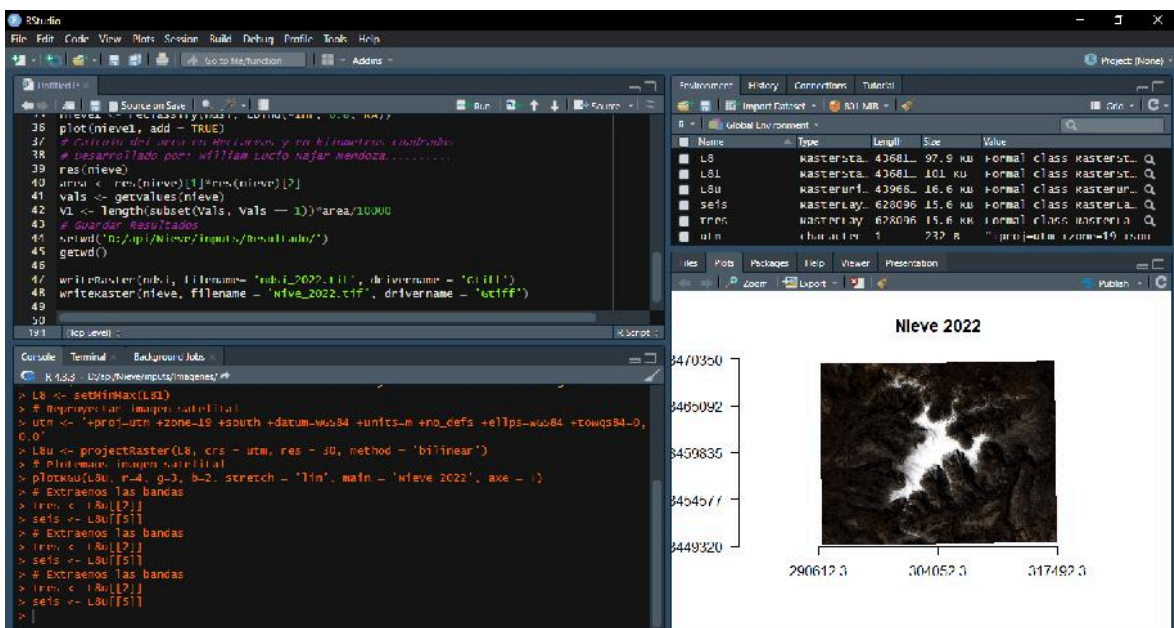 RStudio
File Edit Code View Plots Session Build Debug Profile Tools Help
Go to file/function Addins
Project: (None)
Untitled1*
Source on Save Run Source
36 plot(nieve1, add = TRUE)
37 # Calculo del area en Hectareas y en kilometros cuadrados
38 # Desarrollado por: William Lucio Najar Mendoza..........
39 res(nieve)
40 area <- res(nieve)[1]*res(nieve)[2]
41 vals <- getvalues(nieve)
42 V1 <- length(subset(Vals, Vals == 1))*area/10000
43 # Guardar Resultados
44 setwd('D:/api/Nieve/inputs/Resultado/')
45 getwd()
46
47 writeRaster(ndsi, filename= 'ndsi_2022.tif', drivername = 'Gtiff')
48 writeRaster(nieve, filename = 'Nive_2022.tif', drivername = 'Gtiff')
49
50
19:1 (Top Level) R Script
Console Terminal Background Jobs
R 4.3.3 · D:/api/Nieve/inputs/Imagenes/
> L8 <- setMinMax(L81)
> # Reproyectar imagen satelital
> utm <- '+proj=utm +zone=19 +south +datum=WGS84 +units=m +no_defs +ellps=WGS84 +towgs84=0,
0.0'
> L8u <- projectRaster(L8, crs = utm, res = 30, method = 'bilinear')
> # Plotemaos imagen satelital
> plotRGB(L8u, r=4, g=3, b=2, stretch = 'lin', main = 'Nieve 2022', axe = T)
> # Extraemos las bandas
> tres <- L8u[[2]]
> seis <- L8u[[5]]
> # Extraemos las bandas
> tres <- L8u[[2]]
> seis <- L8u[[5]]
> # Extraemos las bandas
> tres <- L8u[[2]]
> seis <- L8u[[5]]
>
Environment History Connections Tutorial
Import Dataset 801 MiB Grid
R Global Environment
Name Type Length Size Value
L8 RasterSta… 43681… 97.9 KB Formal class RasterSt…
L81 RasterSta… 43681… 101 KB Formal class RasterSt…
L8u RasterBri… 43966… 16.6 KB Formal class RasterBr…
seis RasterLay… 628096 15.6 KB Formal class RasterLa…
tres RasterLay… 628096 15.6 KB Formal class RasterLa…
utm character 1 232 B
Files Plots Packages Help Viewer Presentation
Zoom Export Publish
Nieve 2022
8470350
8465092
8459835
8454577
8449320
290612.3 304052.3 317492.3